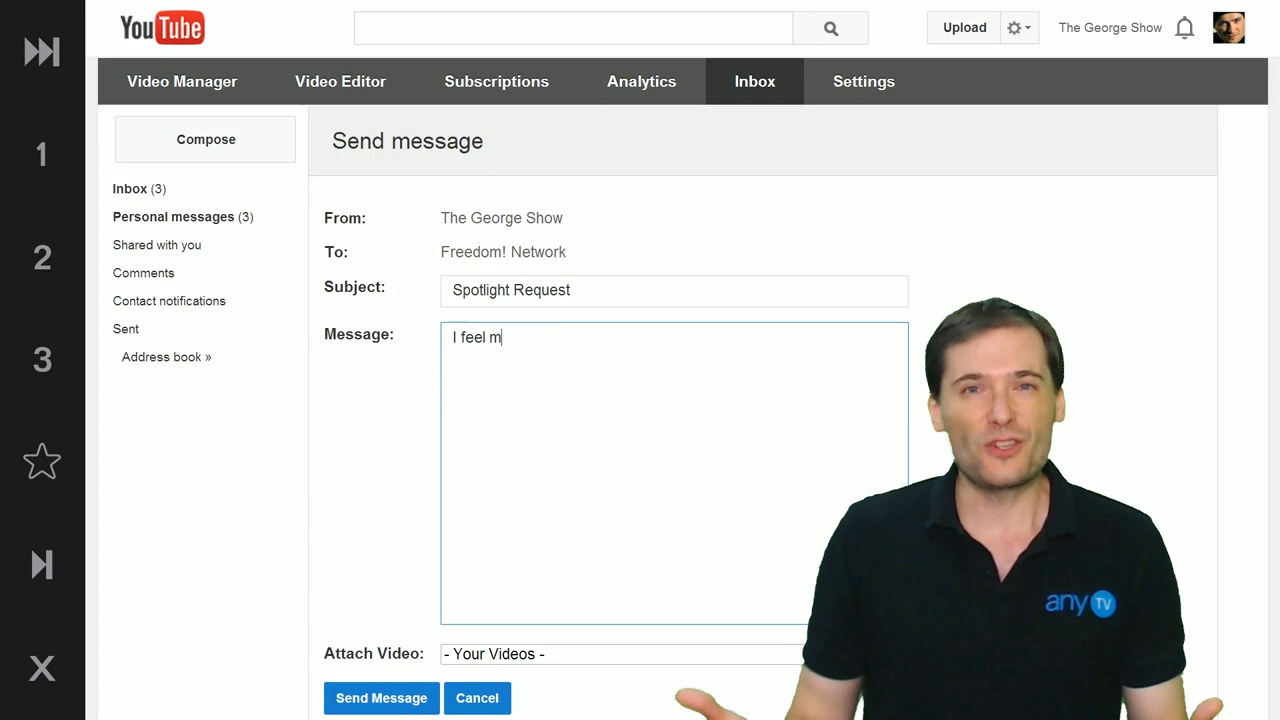 YouTube
Upload
The George Show
Video Manager
Video Editor
Subscriptions
Analytics
Inbox
Settings
Compose
Send message
Inbox (3)
Personal messages (3)
Shared with you
Comments
Contact notifications
Sent
Address book »
From: The George Show
To: Freedom! Network
Subject: Spotlight Request
Message: I feel m
Attach Video: - Your Videos -
Send Message
Cancel
1
2
3
X
any TV